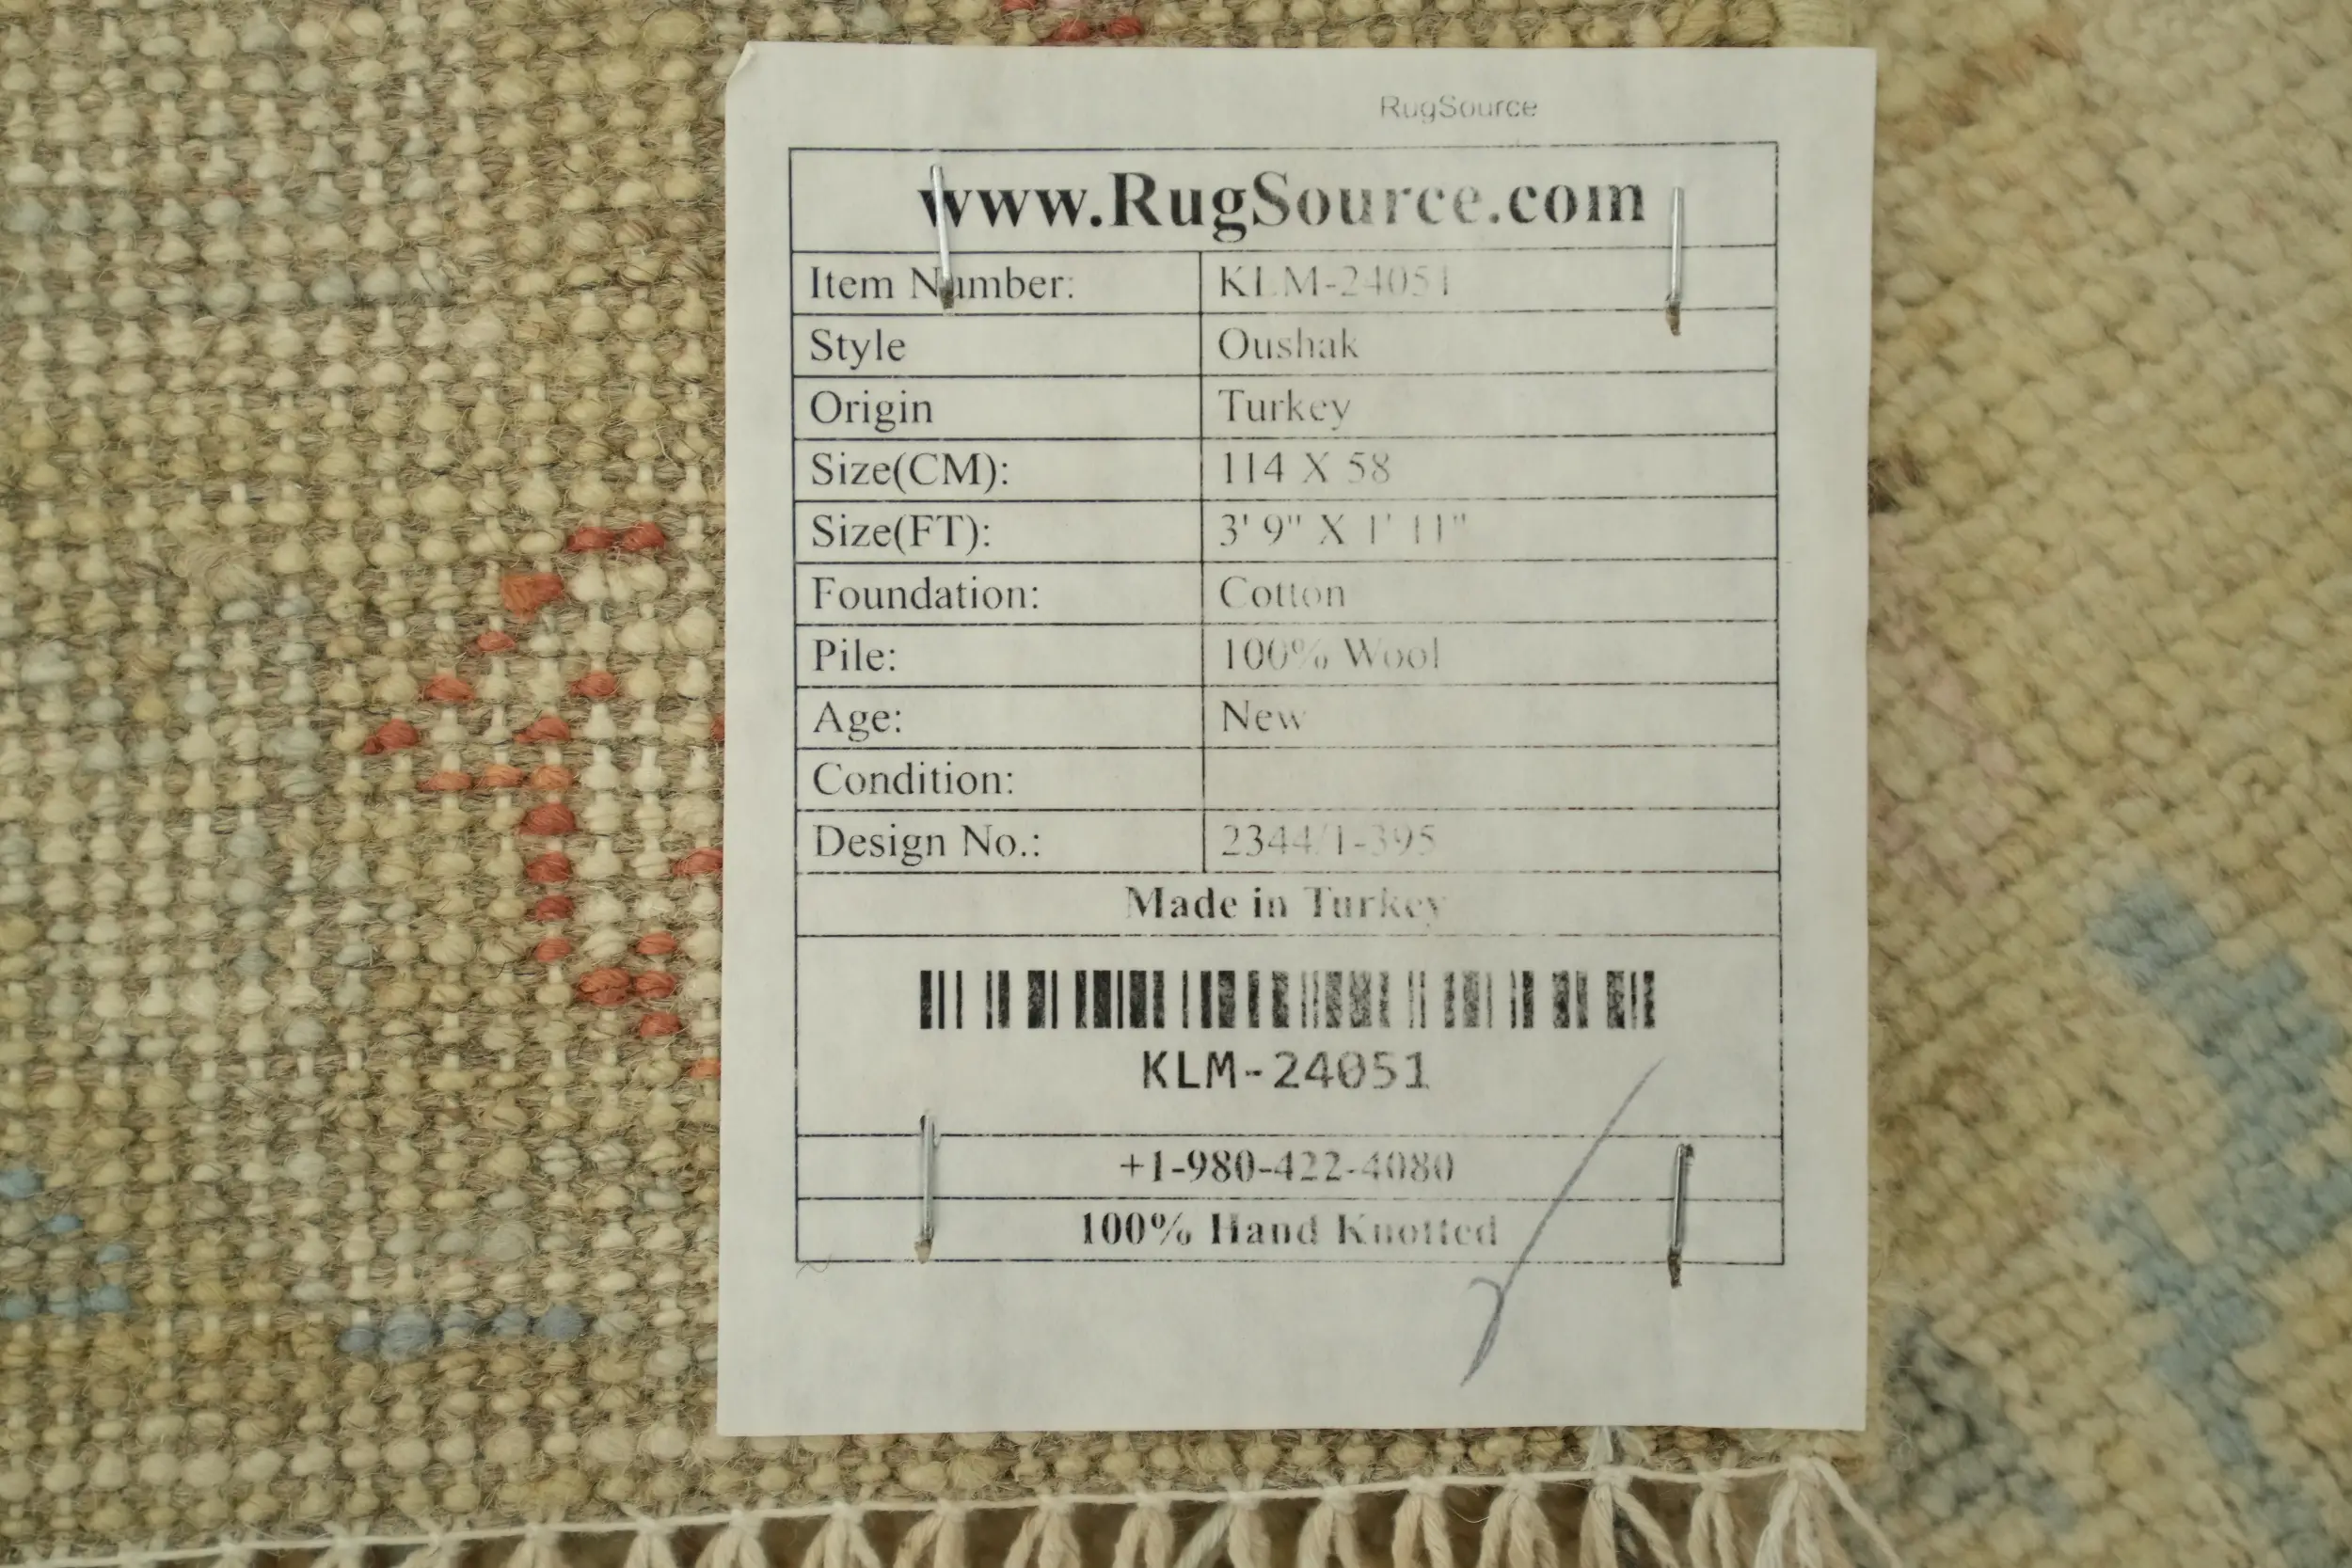 RugSource
www.RugSource.com
Item Number: KLM-24051
Style Oushak
Origin Turkey
Size(CM): 114 X 58
Size(FT): 3' 9" X 1' 11"
Foundation: Cotton
Pile: 100% Wool
Age: New
Condition:
Design No.: 2344/1-395
Made in Turkey
KLM-24051
+1-980-422-4080
100% Hand Knotted